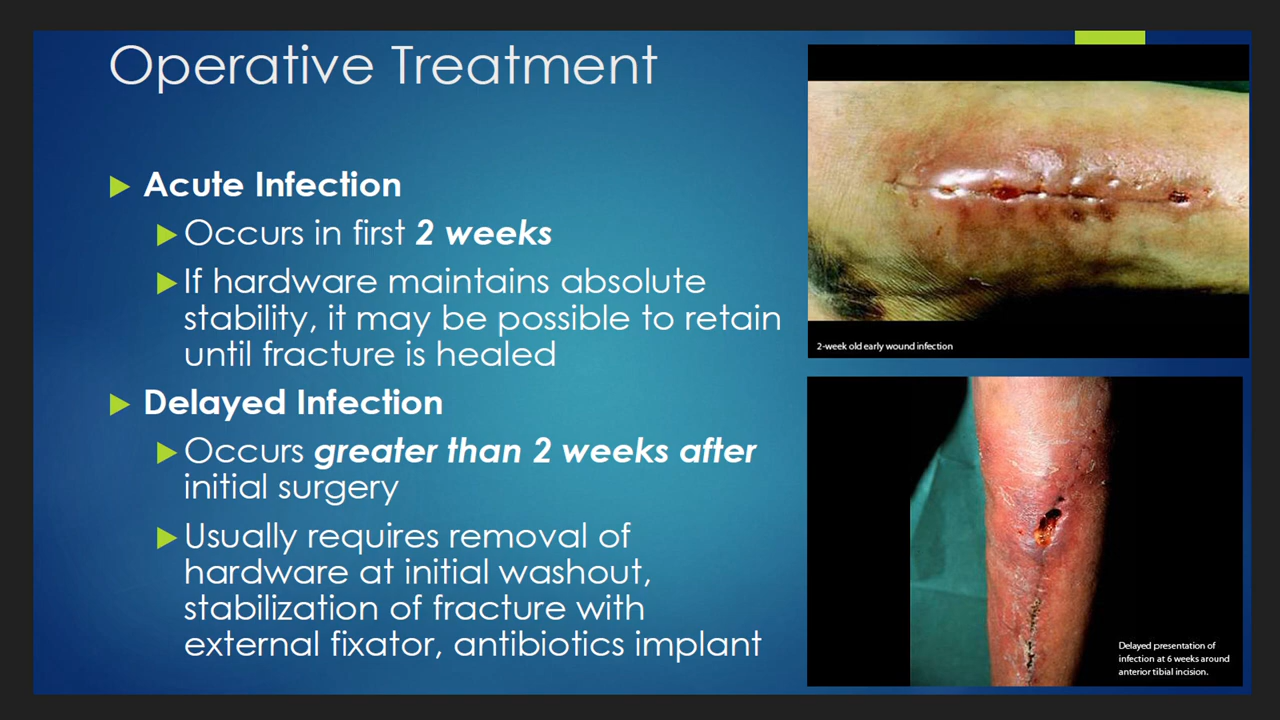 Operative Treatment
Acute Infection
Occurs in first 2 weeks
If hardware maintains absolute
stability, it may be possible to retain
until fracture is healed
Delayed Infection
Occurs greater than 2 weeks after
initial surgery
Usually requires removal of
hardware at initial washout,
stabilization of fracture with
external fixator, antibiotics implant
2-week old early wound infection
Delayed presentation of
infection at 6 weeks around
anterior tibial incision.